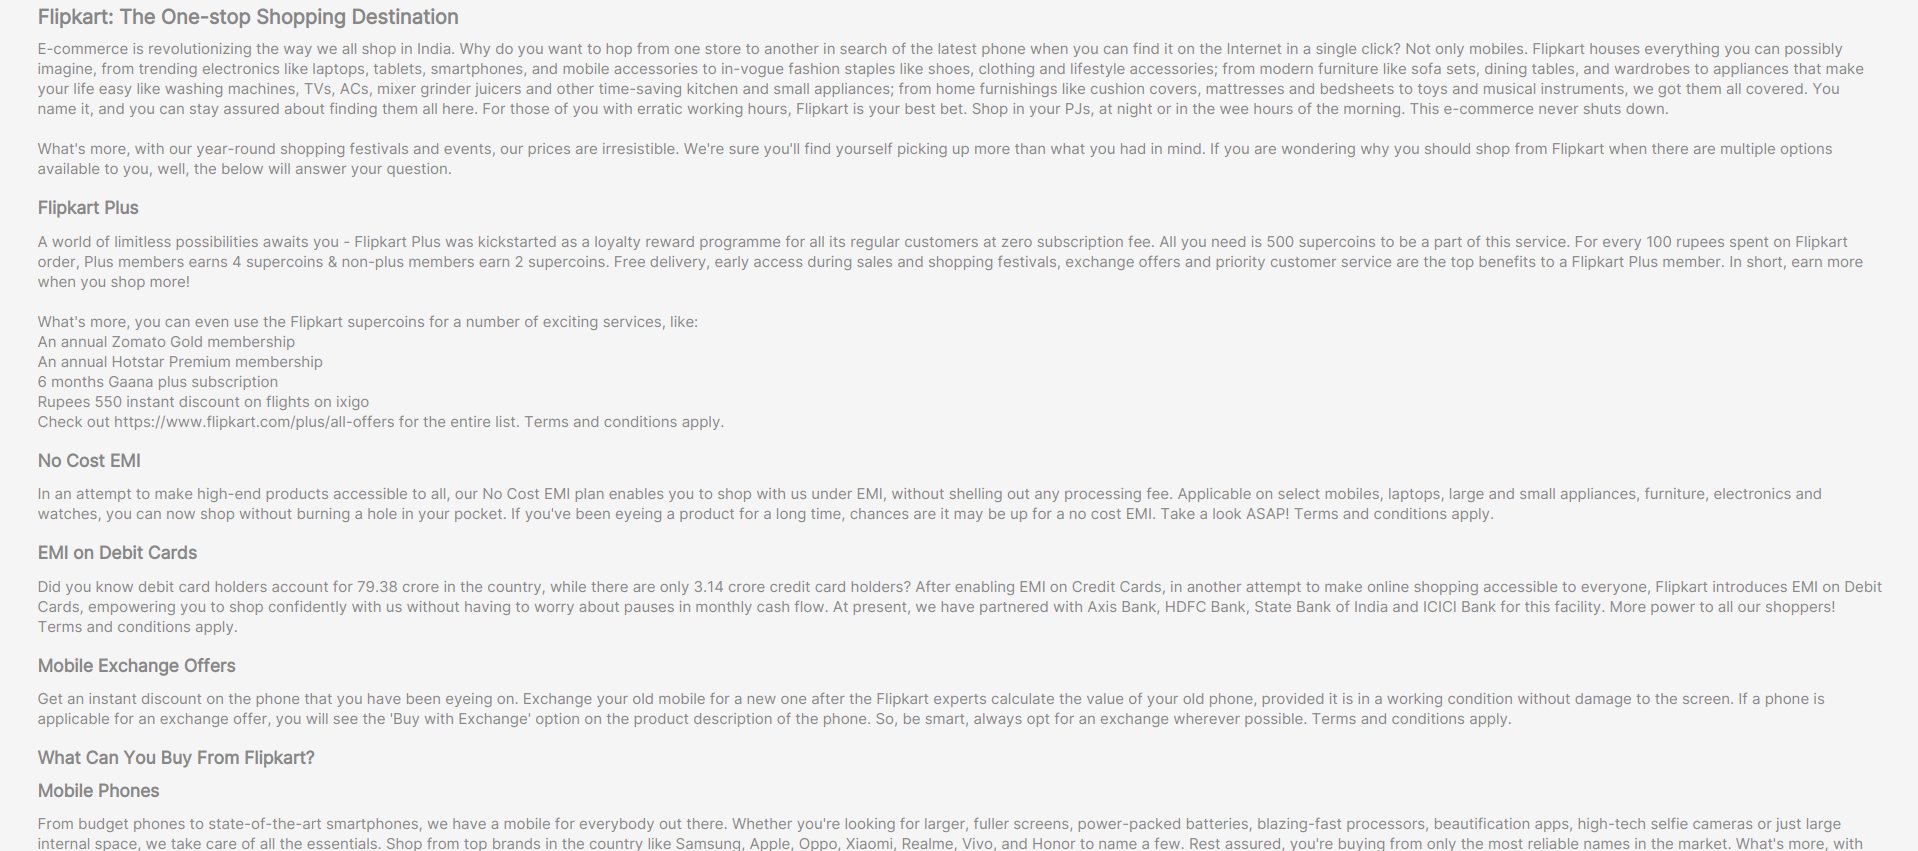 Flipkart: The One-stop Shopping Destination
E-commerce is revolutionizing the way we all shop in India. Why do you want to hop from one store to another in search of the latest phone when you can find it on the Internet in a single click? Not only mobiles. Flipkart houses everything you can possibly
imagine, from trending electronics like laptops, tablets, smartphones, and mobile accessories to in-vogue fashion staples like shoes, clothing and lifestyle accessories; from modern furniture like sofa sets, dining tables, and wardrobes to appliances that make
your life easy like washing machines, TVs, ACs, mixer grinder juicers and other time-saving kitchen and small appliances; from home furnishings like cushion covers, mattresses and bedsheets to toys and musical instruments, we got them all covered. You
name it, and you can stay assured about finding them all here. For those of you with erratic working hours, Flipkart is your best bet. Shop in your PJs, at night or in the wee hours of the morning. This e-commerce never shuts down.
What's more, with our year-round shopping festivals and events, our prices are irresistible. We're sure you'll find yourself picking up more than what you had in mind. If you are wondering why you should shop from Flipkart when there are multiple options
available to you, well, the below will answer your question.
Flipkart Plus
A world of limitless possibilities awaits you - Flipkart Plus was kickstarted as a loyalty reward programme for all its regular customers at zero subscription fee. All you need is 500 supercoins to be a part of this service. For every 100 rupees spent on Flipkart
order, Plus members earns 4 supercoins & non-plus members earn 2 supercoins. Free delivery, early access during sales and shopping festivals, exchange offers and priority customer service are the top benefits to a Flipkart Plus member. In short, earn more
when you shop more!
What's more, you can even use the Flipkart supercoins for a number of exciting services, like:
An annual Zomato Gold membership
An annual Hotstar Premium membership
6 months Gaana plus subscription
Rupees 550 instant discount on flights on ixigo
Check out https://www.flipkart.com/plus/all-offers for the entire list. Terms and conditions apply.
No Cost EMI
In an attempt to make high-end products accessible to all, our No Cost EMI plan enables you to shop with us under EMI, without shelling out any processing fee. Applicable on select mobiles, laptops, large and small appliances, furniture, electronics and
watches, you can now shop without burning a hole in your pocket. If you've been eyeing a product for a long time, chances are it may be up for a no cost EMI. Take a look ASAP! Terms and conditions apply.
EMI on Debit Cards
Did you know debit card holders account for 79.38 crore in the country, while there are only 3.14 crore credit card holders? After enabling EMI on Credit Cards, in another attempt to make online shopping accessible to everyone, Flipkart introduces EMI on Debit
Cards, empowering you to shop confidently with us without having to worry about pauses in monthly cash flow. At present, we have partnered with Axis Bank, HDFC Bank, State Bank of India and ICICI Bank for this facility. More power to all our shoppers!
Terms and conditions apply.
Mobile Exchange Offers
Get an instant discount on the phone that you have been eyeing on. Exchange your old mobile for a new one after the Flipkart experts calculate the value of your old phone, provided it is in a working condition without damage to the screen. If a phone is
applicable for an exchange offer, you will see the 'Buy with Exchange' option on the product description of the phone. So, be smart, always opt for an exchange wherever possible. Terms and conditions apply.
What Can You Buy From Flipkart?
Mobile Phones
From budget phones to state-of-the-art smartphones, we have a mobile for everybody out there. Whether you're looking for larger, fuller screens, power-packed batteries, blazing-fast processors, beautification apps, high-tech selfie cameras or just large
internal space, we take care of all the essentials. Shop from top brands in the country like Samsung, Apple, Oppo, Xiaomi, Realme, Vivo, and Honor to name a few. Rest assured, you're buying from only the most reliable names in the market. What's more, with